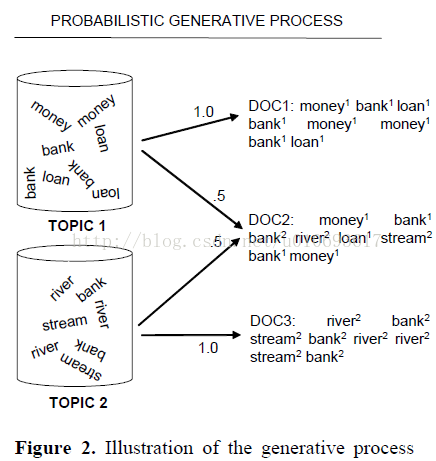 PROBABILISTIC GENERATIVE PROCESS
money
money
loan
bank
bank
bank
loan
loan
TOPIC 1
1.0
DOC1: money¹ bank¹ loan¹
bank¹ money¹ money¹
bank¹ loan¹
.5
DOC2: money¹ bank¹
bank² river² loan¹ stream²
bank¹ money¹
.5
river
bank
river
stream
river
bank
stream
TOPIC 2
1.0
DOC3: river² bank²
stream² bank² river² river²
stream² bank²
Figure 2. Illustration of the generative process